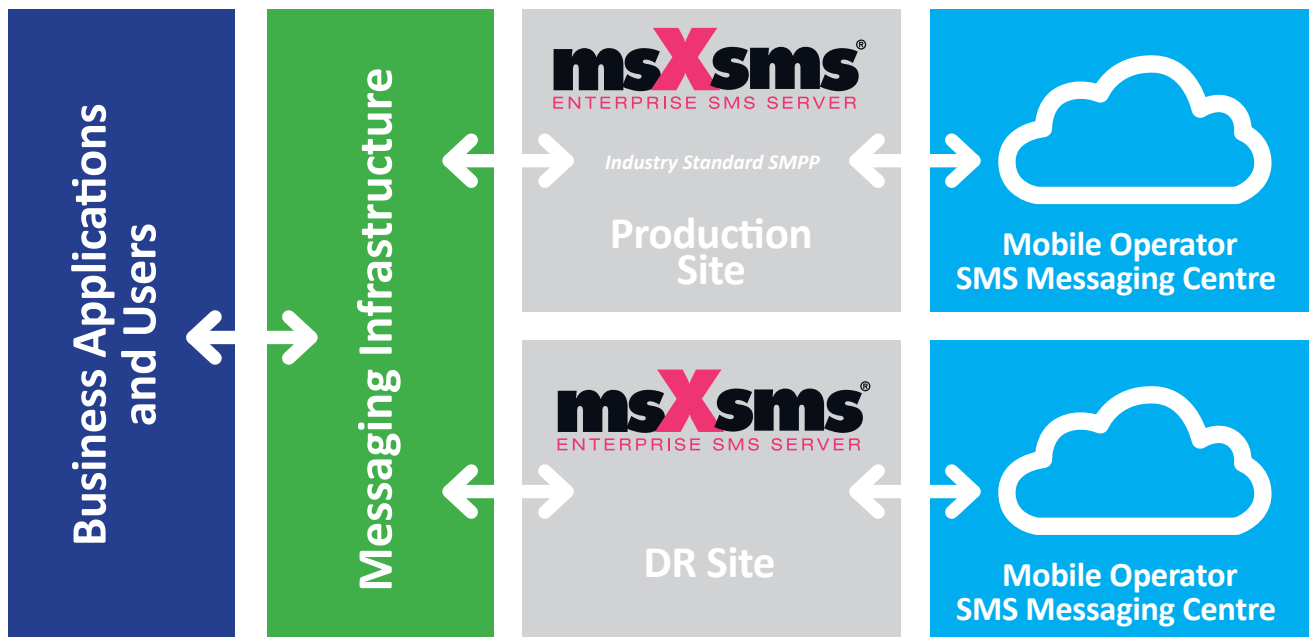 Business Applications
and Users
Messaging Infrastructure
msXsms®
ENTERPRISE SMS SERVER
Industry Standard SMPP
Production
Site
Mobile Operator
SMS Messaging Centre
msXsms®
ENTERPRISE SMS SERVER
DR Site
Mobile Operator
SMS Messaging Centre